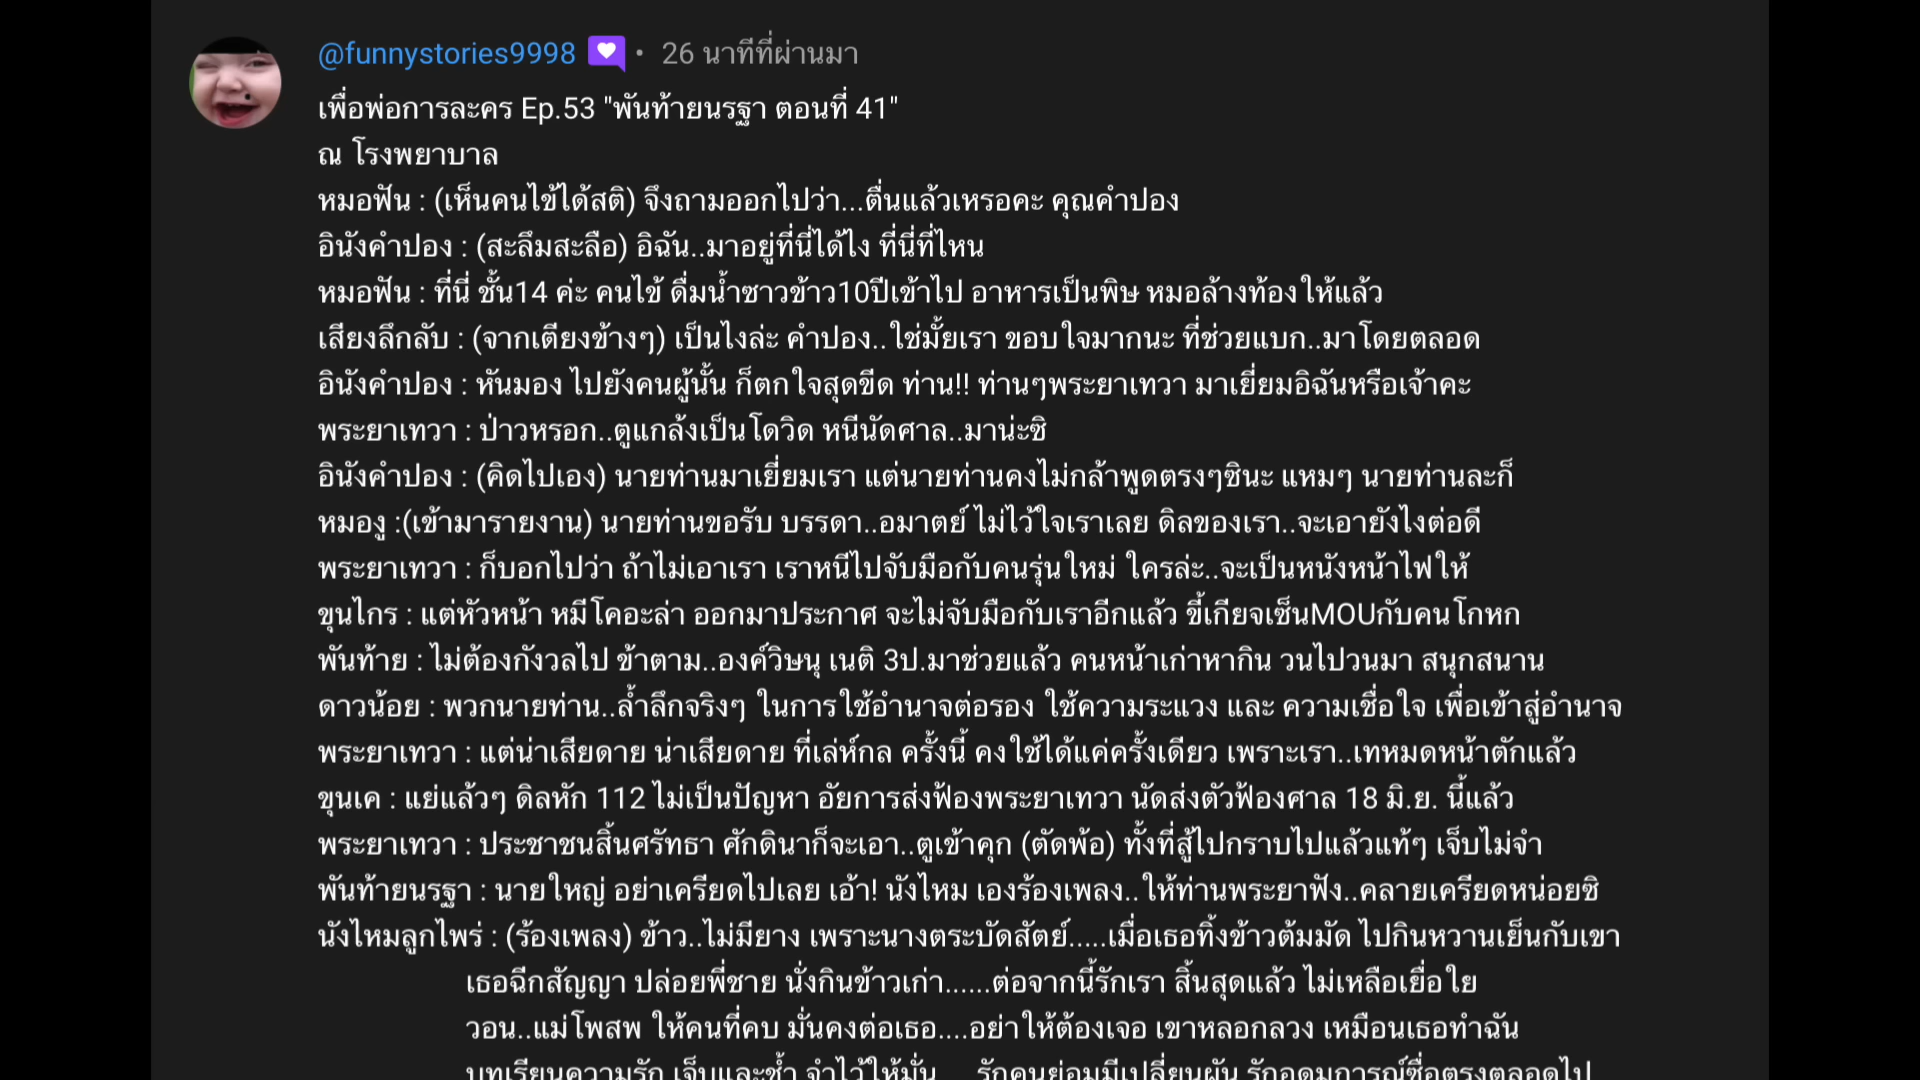 @funnystories9998 • 26 นาทีที่ผ่านมา
เพื่อพ่อการละคร Ep.53 "พันท้ายนรฐา ตอนที่ 41"
ณ โรงพยาบาล
หมอฟัน : (เห็นคนไข้ได้สติ) จึงถามออกไปว่า...ตื่นแล้วเหรอคะ คุณคำปอง
อินังคำปอง : (สะลึมสะลือ) อิฉัน..มาอยู่ที่นี่ได้ไง ที่นี่ที่ไหน
หมอฟัน : ที่นี่ ชั้น14 ค่ะ คนไข้ ดื่มน้ำซาวข้าว10ปีเข้าไป อาหารเป็นพิษ หมอล้างท้องให้แล้ว
เสียงลึกลับ : (จากเตียงข้างๆ) เป็นไงล่ะ คำปอง..ใช่มั้ยเรา ขอบใจมากนะ ที่ช่วยแบก..มาโดยตลอด
อินังคำปอง : หันมอง ไปยังคนผู้นั้น ก็ตกใจสุดขีด ท่าน!! ท่านๆพระยาเทวา มาเยี่ยมอิฉันหรือเจ้าคะ
พระยาเทวา : ป่าวหรอก..ตูแกล้งเป็นโดวิด หนีนัดศาล..มาน่ะซิ
อินังคำปอง : (คิดไปเอง) นายท่านมาเยี่ยมเรา แต่นายท่านคงไม่กล้าพูดตรงๆซินะ แหมๆ นายท่านละก็
หมองู :(เข้ามารายงาน) นายท่านขอรับ บรรดา..อมาตย์ ไม่ไว้ใจเราเลย ดิลของเรา..จะเอายังไงต่อดี
พระยาเทวา : ก็บอกไปว่า ถ้าไม่เอาเรา เราหนีไปจับมือกับคนรุ่นใหม่ ใครล่ะ..จะเป็นหนังหน้าไฟให้
ขุนไกร : แต่หัวหน้า หมีโคอะล่า ออกมาประกาศ จะไม่จับมือกับเราอีกแล้ว ขี้เกียจเซ็นMOUกับคนโกหก
พันท้าย : ไม่ต้องกังวลไป ข้าตาม..องค์วิษนุ เนติ 3ป.มาช่วยแล้ว คนหน้าเก่าหากิน วนไปวนมา สนุกสนาน
ดาวน้อย : พวกนายท่าน..ล้ำลึกจริงๆ ในการใช้อำนาจต่อรอง ใช้ความระแวง และ ความเชื่อใจ เพื่อเข้าสู่อำนาจ
พระยาเทวา : แต่น่าเสียดาย น่าเสียดาย ที่เล่ห์กล ครั้งนี้ คงใช้ได้แค่ครั้งเดียว เพราะเรา..เทหมดหน้าตักแล้ว
ขุนเค : แย่แล้วๆ ดิลหัก 112 ไม่เป็นปัญหา อัยการส่งฟ้องพระยาเทวา นัดส่งตัวฟ้องศาล 18 มิ.ย. นี้แล้ว
พระยาเทวา : ประชาชนสิ้นศรัทธา ศักดินาก็จะเอา..ตูเข้าคุก (ตัดพ้อ) ทั้งที่สู้ไปกราบไปแล้วแท้ๆ เจ็บไม่จำ
พันท้ายนรฐา : นายใหญ่ อย่าเครียดไปเลย เอ้า! นังไหม เองร้องเพลง..ให้ท่านพระยาฟัง..คลายเครียดหน่อยซิ
นังไหมลูกไพร่ : (ร้องเพลง) ข้าว..ไม่มียาง เพราะนางตระบัดสัตย์.....เมื่อเธอทิ้งข้าวต้มมัด ไปกินหวานเย็นกับเขา
เธอฉีกสัญญา ปล่อยพี่ชาย นั่งกินข้าวเก่า......ต่อจากนี้รักเรา สิ้นสุดแล้ว ไม่เหลือเยื่อใย
วอน..แม่โพสพ ให้คนที่คบ มั่นคงต่อเธอ....อย่าให้ต้องเจอ เขาหลอกลวง เหมือนเธอทำฉัน
บทเรียนความรัก เจ็บและช้ำ จำไว้ให้มั่น.....รักคนย่อมมีเปลี่ยนผัน รักอุดมการณ์ซื่อตรงตลอดไป